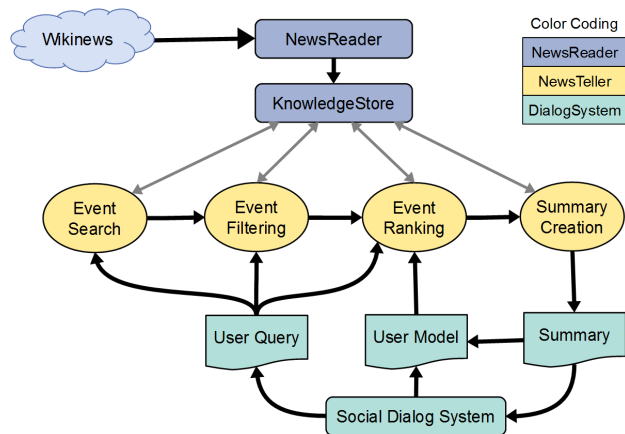 Wikinews
NewsReader
Color Coding
NewsReader
NewsTeller
DialogSystem
KnowledgeStore
Event
Search
Event
Filtering
Event
Ranking
Summary
Creation
User Query
User Model
Summary
Social Dialog System